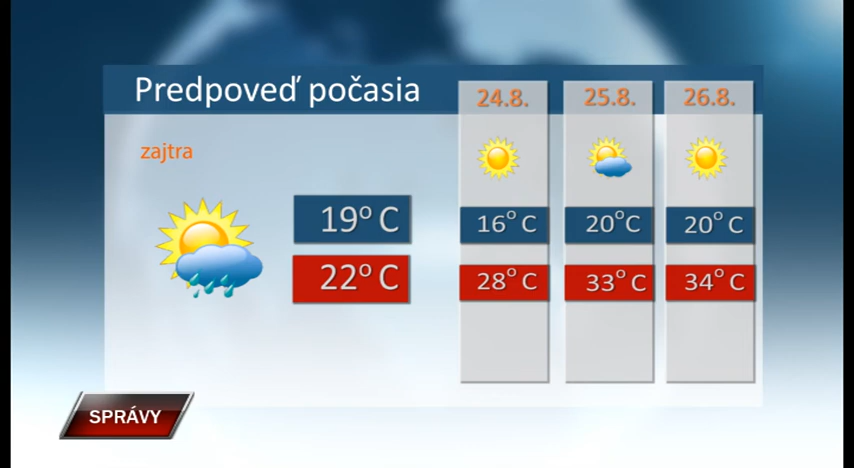 Predpoveď počasia
zajtra
19° C
22° C
24.8. 25.8. 26.8.
16° C 20°C 20° C
28° C 33° C 34° C
SPRÁVY